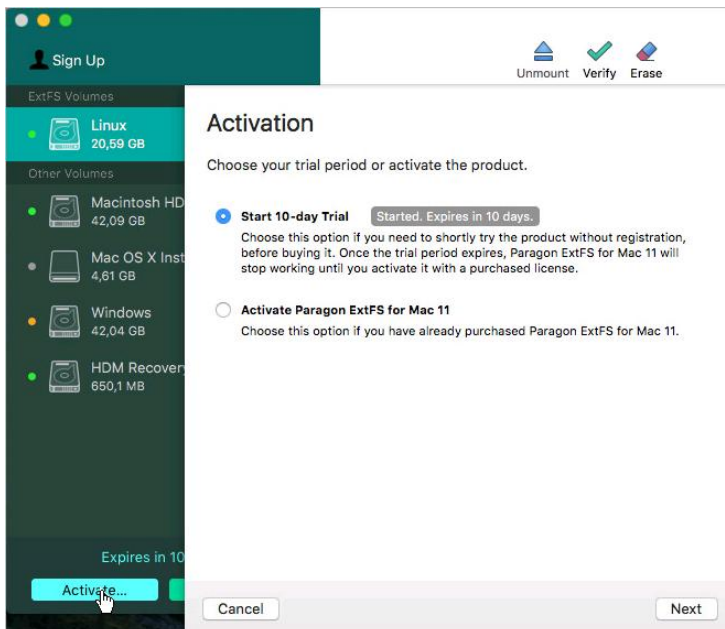 Sign Up
Unmount Verify Erase
ExtFS Volumes
Linux
20,59 GB
Other Volumes
Macintosh HD
42,09 GB
Mac OS X Inst
4,61 GB
Windows
42,04 GB
HDM Recovery
650,1 MB
Expires in 10
Activate...
Activation
Choose your trial period or activate the product.
Start 10-day Trial Started. Expires in 10 days.
Choose this option if you need to shortly try the product without registration,
before buying it. Once the trial period expires, Paragon ExtFS for Mac 11 will
stop working until you activate it with a purchased license.
Activate Paragon ExtFS for Mac 11
Choose this option if you have already purchased Paragon ExtFS for Mac 11.
Cancel Next